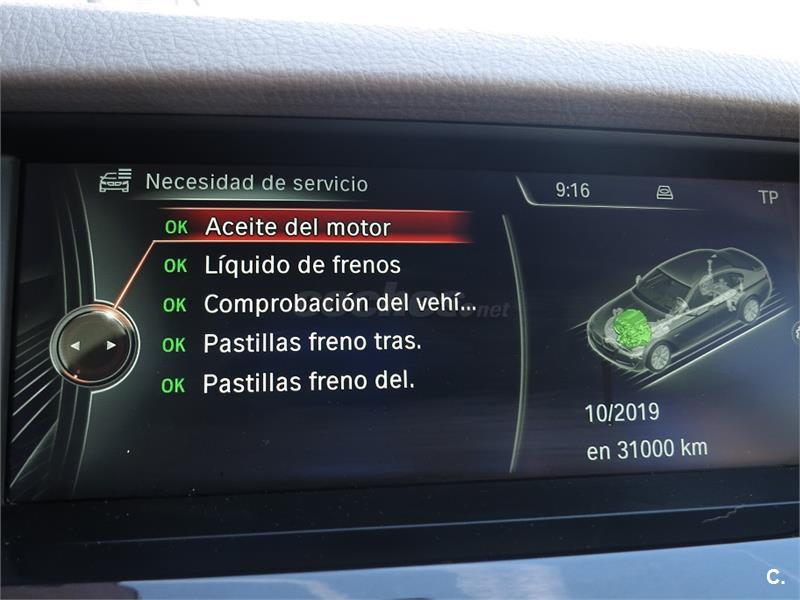 Necesidad de servicio
9:16
TP
OK Aceite del motor
OK Líquido de frenos
OK Comprobación del vehí...
OK Pastillas freno tras.
OK Pastillas freno del.
10/2019
en 31000 km
C.